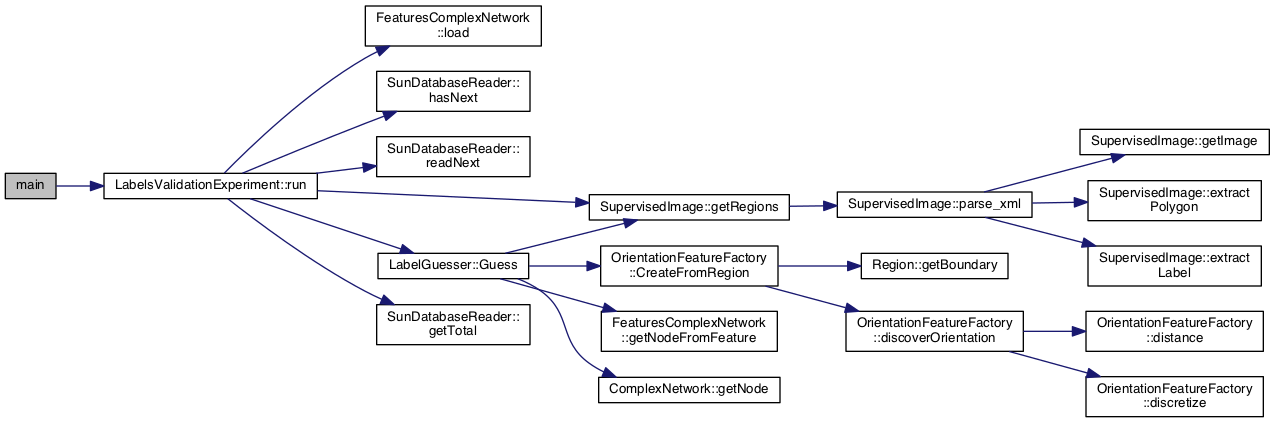 main
LabelsValidationExperiment::run
FeaturesComplexNetwork
::load
SunDatabaseReader::
hasNext
SunDatabaseReader::
readNext
SupervisedImage::getRegions
LabelGuesser::Guess
SunDatabaseReader::
getTotal
OrientationFeatureFactory
::CreateFromRegion
FeaturesComplexNetwork
::getNodeFromFeature
ComplexNetwork::getNode
SupervisedImage::parse_xml
Region::getBoundary
OrientationFeatureFactory
::discoverOrientation
SupervisedImage::getImage
SupervisedImage::extract
Polygon
SupervisedImage::extract
Label
OrientationFeatureFactory
::distance
OrientationFeatureFactory
::discretize